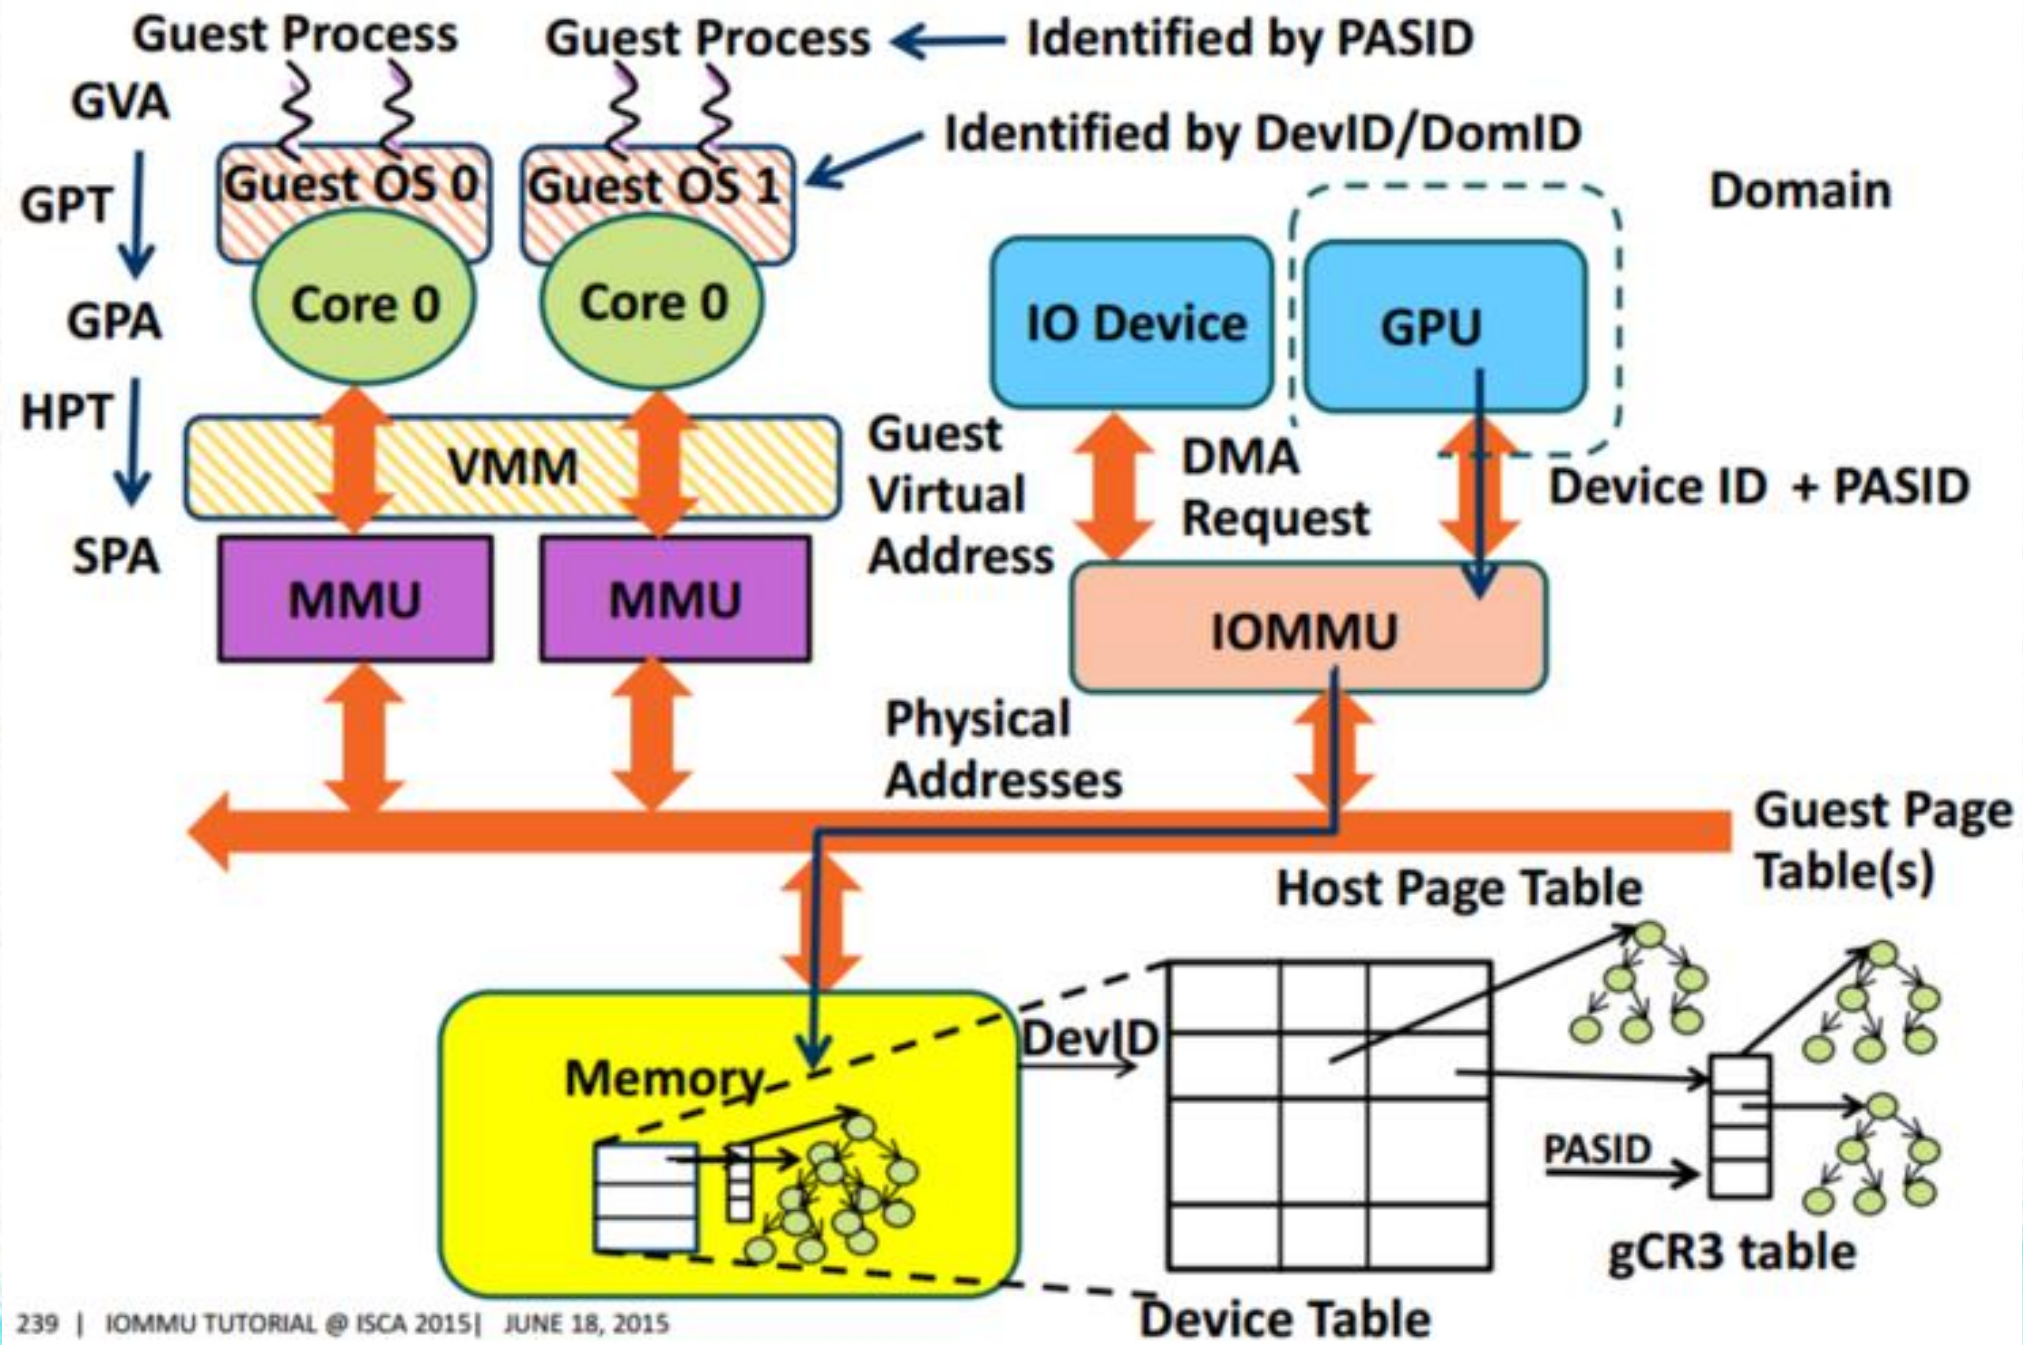 Guest Process
Guest Process
Identified by PASID
GVA
Identified by DevID/DomID
GPT
Guest OS 0
Guest OS 1
Domain
GPA
Core 0
Core 0
IO Device
GPU
HPT
VMM
Guest
Virtual
Address
DMA
Request
Device ID + PASID
SPA
MMU
MMU
IOMMU
Physical
Addresses
Guest Page
Table(s)
Host Page Table
DevID
Memory
PASID
gCR3 table
Device Table
239 | IOMMU TUTORIAL @ ISCA 2015| JUNE 18, 2015